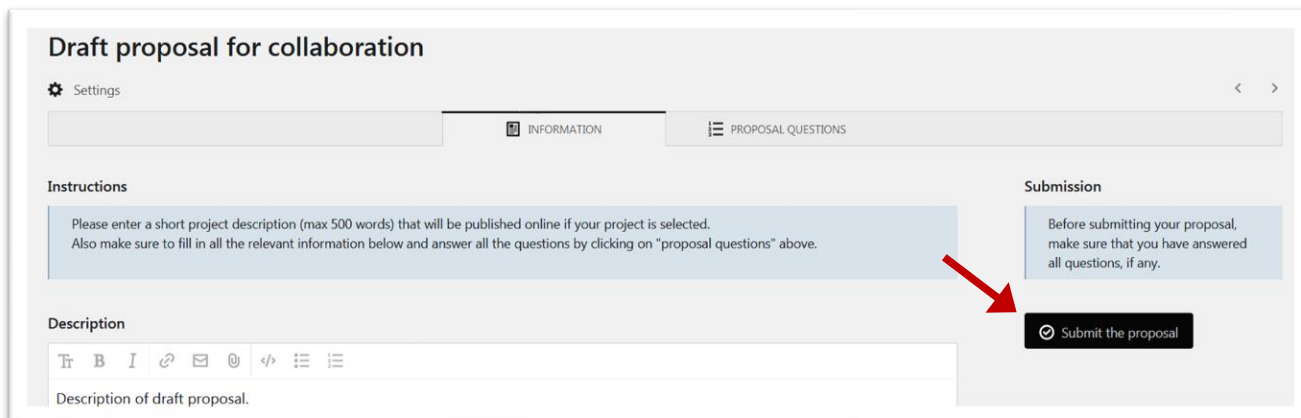 Draft proposal for collaboration
Settings
INFORMATION
PROPOSAL QUESTIONS
Instructions
Please enter a short project description (max 500 words) that will be published online if your project is selected.
Also make sure to fill in all the relevant information below and answer all the questions by clicking on "proposal questions" above.
Submission
Before submitting your proposal,
make sure that you have answered
all questions, if any.
Submit the proposal
Description
Description of draft proposal.